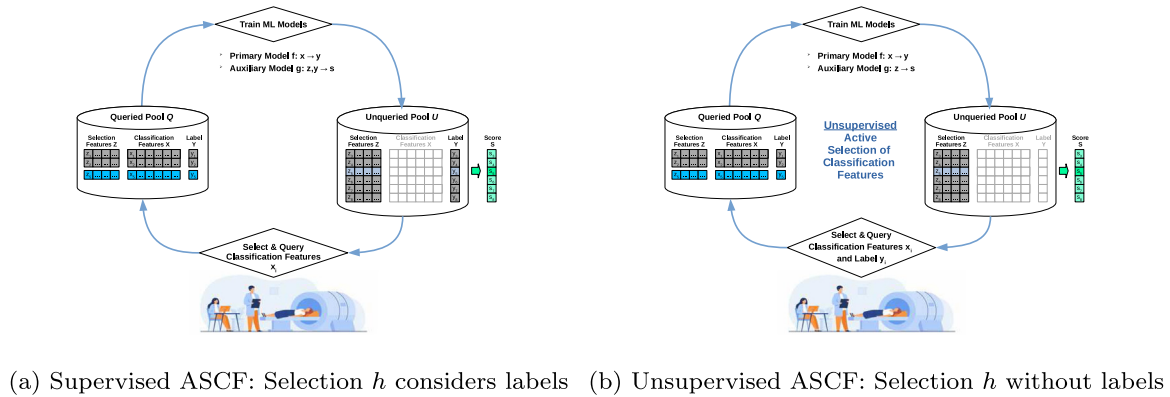 Train ML Models
Primary Model f: x → y
Auxiliary Model g: z,y → s
Queried Pool Q
Selection Features Z
Classification Features X
Label Y
Unqueried Pool U
Selection Features Z
Classification Features X
Label Y
Score S
Select & Query
Classification Features
xᵢ
(a) Supervised ASCF: Selection h considers labels
Train ML Models
Primary Model f: x → y
Auxiliary Model g: z → s
Queried Pool Q
Selection Features Z
Classification Features X
Label Y
Unsupervised
Active
Selection of
Classification
Features
Unqueried Pool U
Selection Features Z
Classification Features X
Label Y
Score S
Select & Query
Classification Features xᵢ
and Label yᵢ
(b) Unsupervised ASCF: Selection h without labels